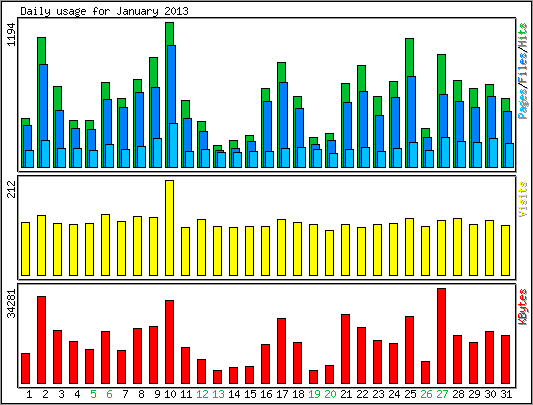 Daily usage for January 2013
1194
Pages/Files/Hits
212
Visits
34281
KBytes
1 2 3 4 5 6 7 8 9 10 11 12 13 14 15 16 17 18 19 20 21 22 23 24 25 26 27 28 29 30 31